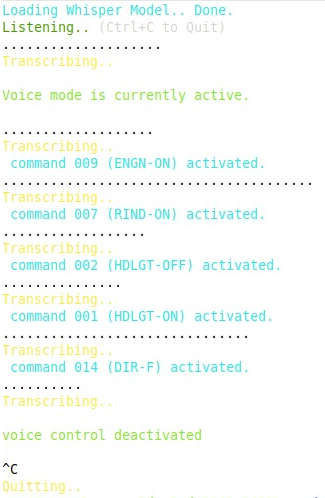 Loading Whisper Model.. Done.
Listening.. (Ctrl+C to Quit)
....................
Transcribing..
Voice mode is currently active.
...................
Transcribing..
command 009 (ENGN-ON) activated.
.......................................
Transcribing..
command 007 (RIND-ON) activated.
..................
Transcribing..
command 002 (HDLGT-OFF) activated.
...............
Transcribing..
command 001 (HDLGT-ON) activated.
...............................
Transcribing..
command 014 (DIR-F) activated.
..........
Transcribing..
voice control deactivated
^C
Quitting..